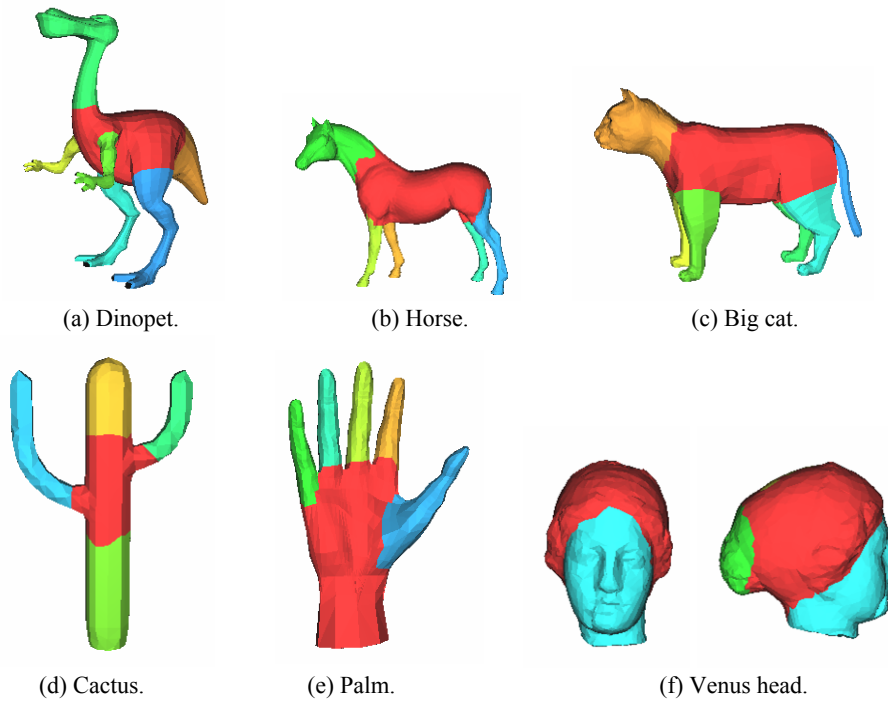 (a) Dinopet.
(b) Horse.
(c) Big cat.
(d) Cactus.
(e) Palm.
(f) Venus head.